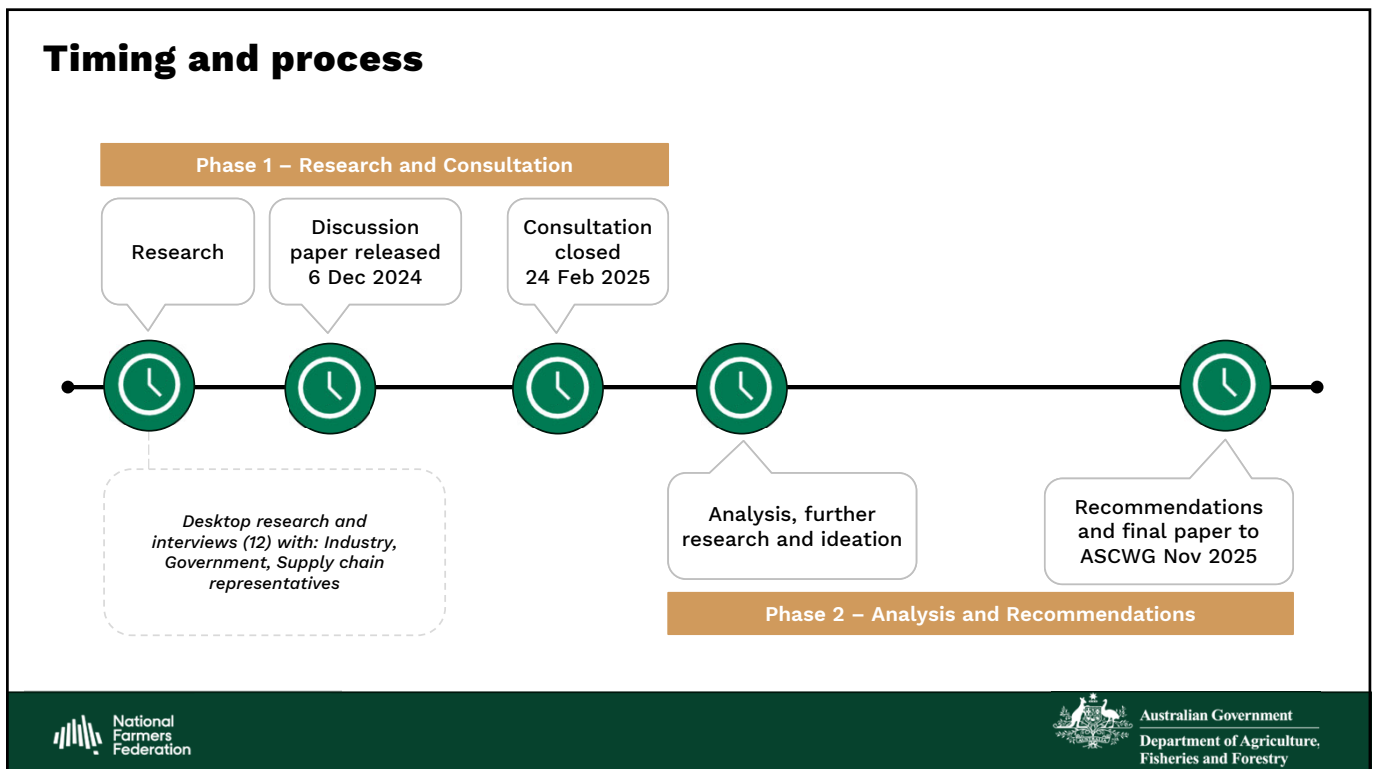 Timing and process
Phase 1 – Research and Consultation
Research
Discussion
paper released
6 Dec 2024
Consultation
closed
24 Feb 2025
Desktop research and
interviews (12) with: Industry,
Government, Supply chain
representatives
Analysis, further
research and ideation
Recommendations
and final paper to
ASCWG Nov 2025
Phase 2 – Analysis and Recommendations
National
Farmers
Federation
Australian Government
Department of Agriculture,
Fisheries and Forestry